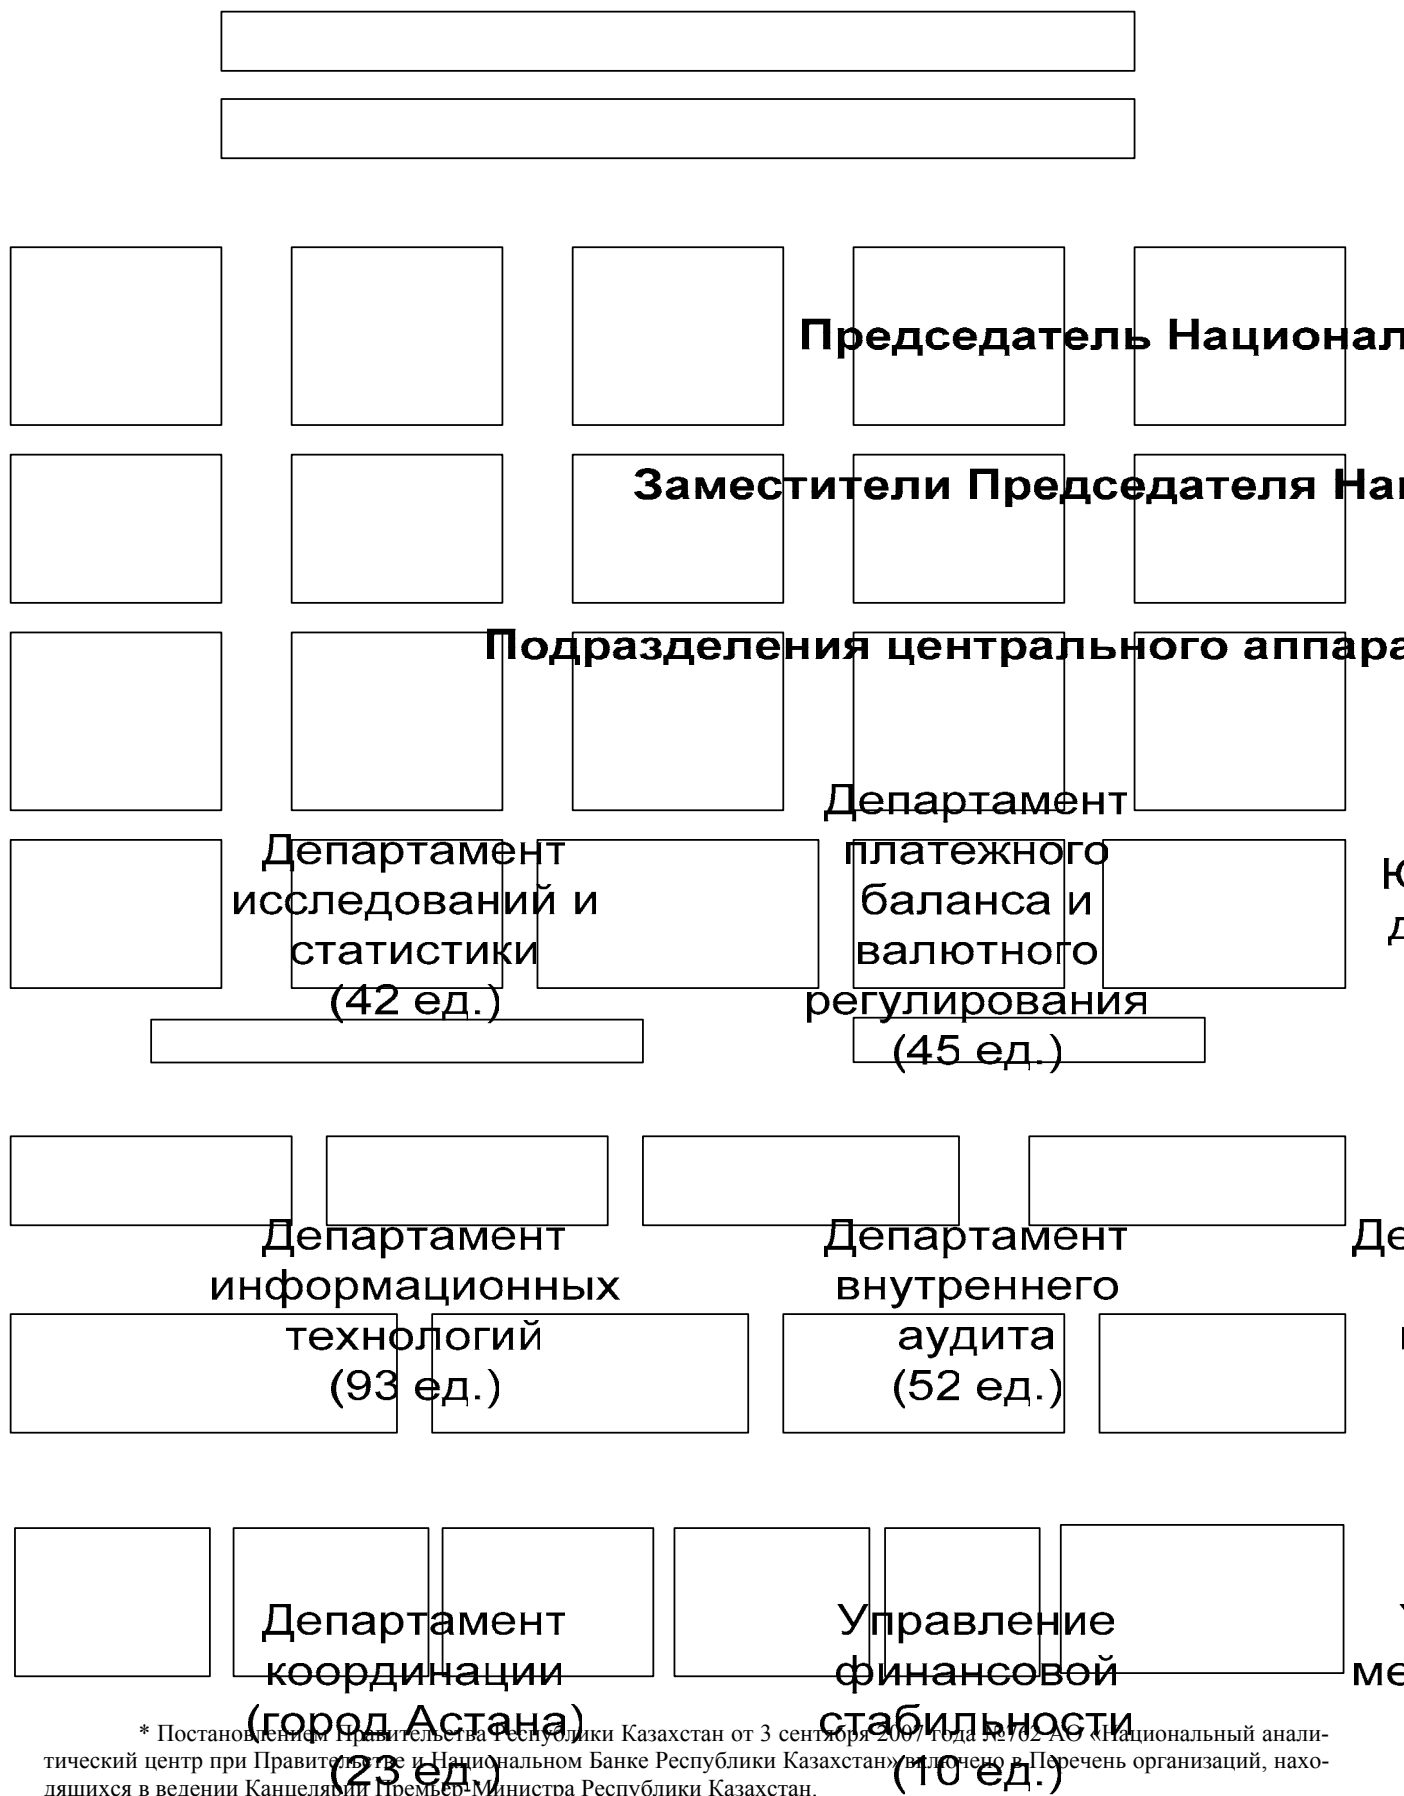 Председатель Национал
Заместители Председателя На
Подразделения центрального аппара
Департамент
исследований и
статистики
(42 ед.)
Департамент
платежного
баланса и
валютного
регулирования
(45 ед.)
Департамент
информационных
технологий
(93 ед.)
Департамент
внутреннего
аудита
(52 ед.)
Де
Департамент
координации
(город Астана)
(23 ед.)
Управление
финансовой
стабильности
(10 ед.)
ме
* Постановлением Правительства Республики Казахстан от 3 сентября 2007 года №762 АО «Национальный анали-
тический центр при Правительстве и Национальном Банке Республики Казахстан» включено в Перечень организаций, нахо-
дящихся в ведении Канцелярии Премьер-Министра Республики Казахстан.